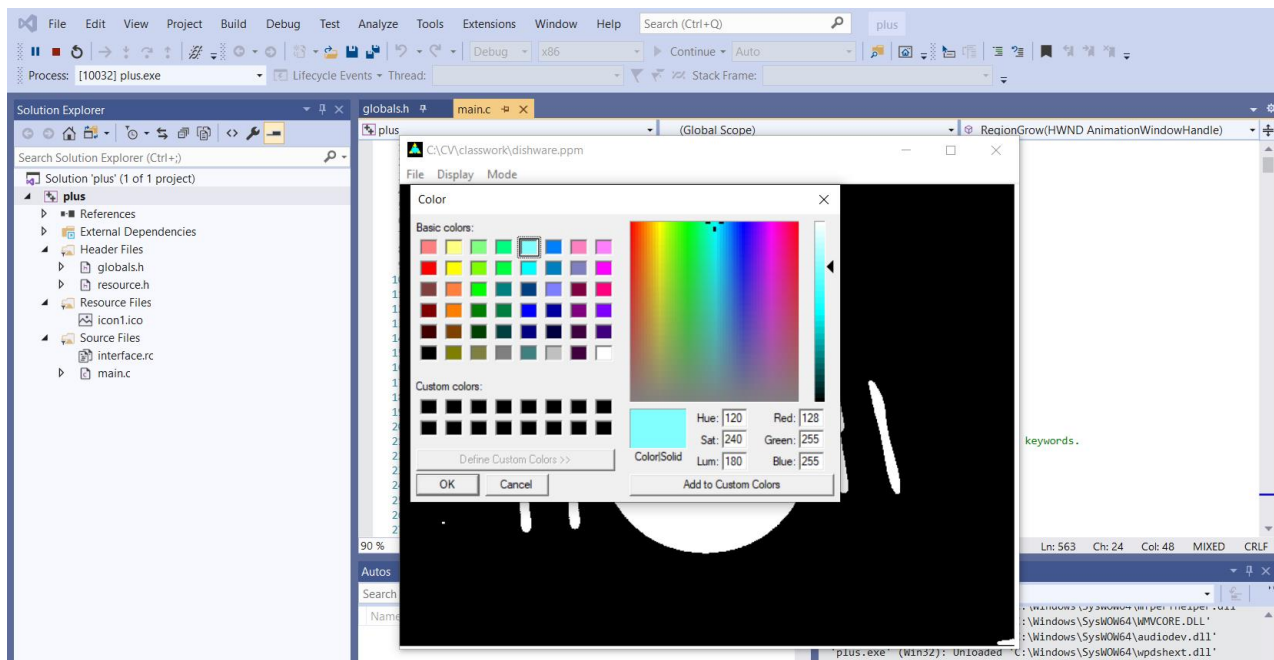 File Edit View Project Build Debug Test Analyze Tools Extensions Window Help Search (Ctrl+Q) plus
Debug x86 Continue Auto
Process: [10032] plus.exe Lifecycle Events Thread: Stack Frame:
Solution Explorer
globals.h main.c
plus (Global Scope) RegionGrow(HWND AnimationWindowHandle)
Search Solution Explorer (Ctrl+;)
Solution 'plus' (1 of 1 project)
plus
References
External Dependencies
Header Files
globals.h
resource.h
Resource Files
icon1.ico
Source Files
interface.rc
main.c
C:\CV\classwork\dishware.ppm
File Display Mode
Color
Basic colors:
Custom colors:
Define Custom Colors >>
OK Cancel
Color|Solid
Hue: 120 Red: 128
Sat: 240 Green: 255
Lum: 180 Blue: 255
Add to Custom Colors
keywords.
90 % Ln: 563 Ch: 24 Col: 48 MIXED CRLF
Autos
Search
Name
:\Windows\SysWOW64\WMVCORE.DLL'
:\Windows\SysWOW64\audiodev.dll'
'plus.exe' (Win32): Unloaded 'C:\Windows\SysWOW64\wpdshext.dll'